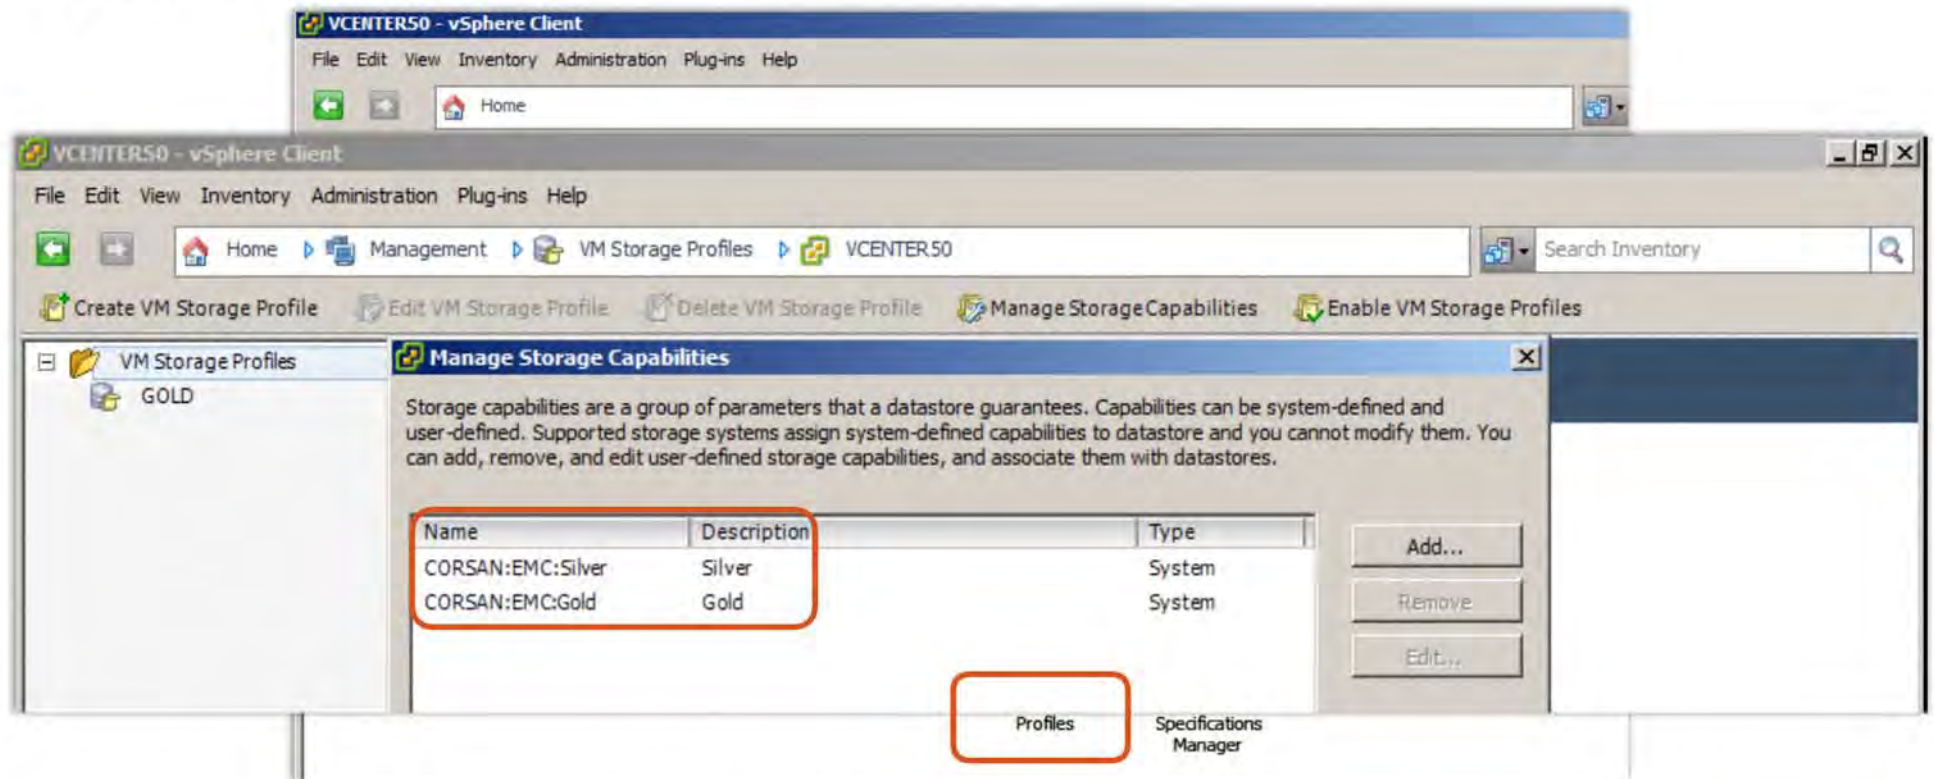 VCENTER50 - vSphere Client
File Edit View Inventory Administration Plug-ins Help
Home
VCENTER50 - vSphere Client
File Edit View Inventory Administration Plug-ins Help
Home Management VM Storage Profiles VCENTER50
Search Inventory
Create VM Storage Profile Edit VM Storage Profile Delete VM Storage Profile Manage Storage Capabilities Enable VM Storage Profiles
VM Storage Profiles
GOLD
Manage Storage Capabilities
Storage capabilities are a group of parameters that a datastore guarantees. Capabilities can be system-defined and
user-defined. Supported storage systems assign system-defined capabilities to datastore and you cannot modify them. You
can add, remove, and edit user-defined storage capabilities, and associate them with datastores.
Name Description Type
CORSAN:EMC:Silver Silver System
CORSAN:EMC:Gold Gold System
Add...
Remove
Edit...
Profiles
Specifications
Manager